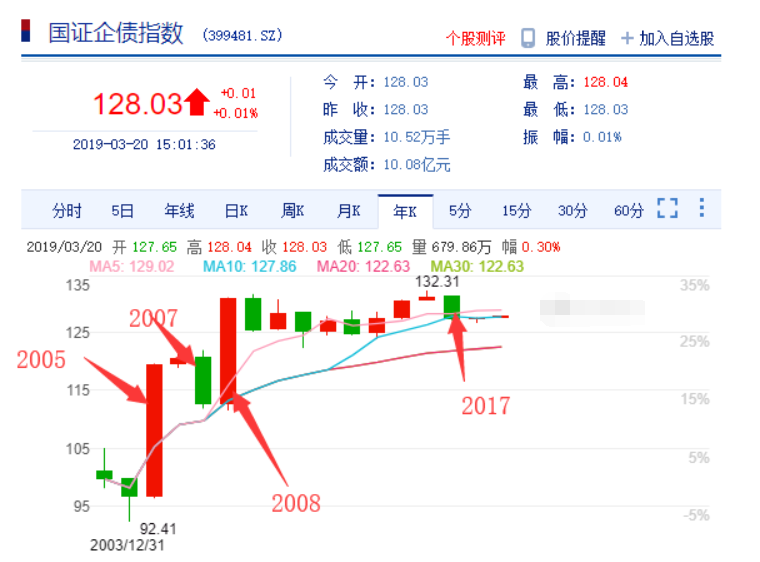 国证企债指数 (399481.SZ) 个股测评 股价提醒 + 加入自选股
128.03 +0.01 +0.01%
2019-03-20 15:01:36
今 开: 128.03 最 高: 128.04
昨 收: 128.03 最 低: 128.03
成交量: 10.52万手 振 幅: 0.01%
成交额: 10.08亿元
分时 5日 年线 日K 周K 月K 年K 5分 15分 30分 60分
2019/03/20 开 127.65 高 128.04 收 128.03 低 127.65 量 679.86万 幅 0.30%
MA5: 129.02 MA10: 127.86 MA20: 122.63 MA30: 122.63
132.31
135 35%
2007
125 25%
2005
115 15%
2017
105 5%
2008
95 -5%
92.41
2003/12/31